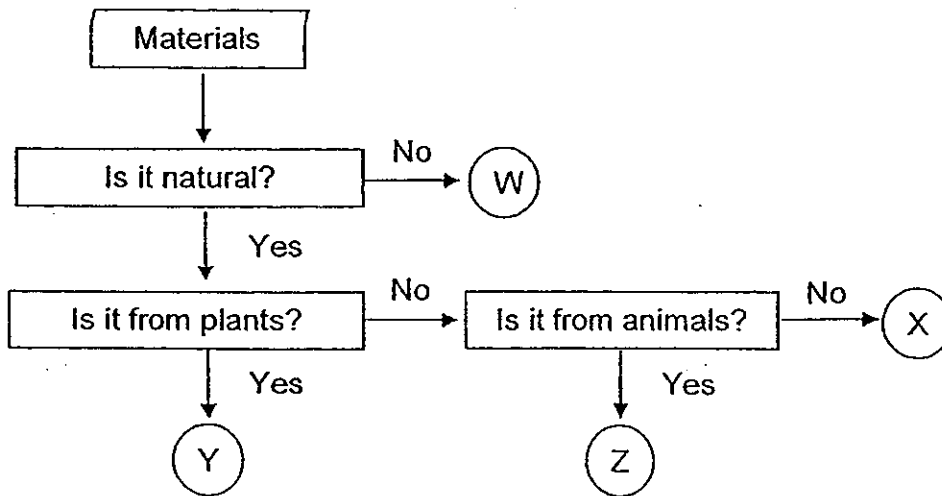 Materials
Is it natural?
No
W
Yes
Is it from plants?
No
Is it from animals?
No
X
Yes
Yes
Y
Z